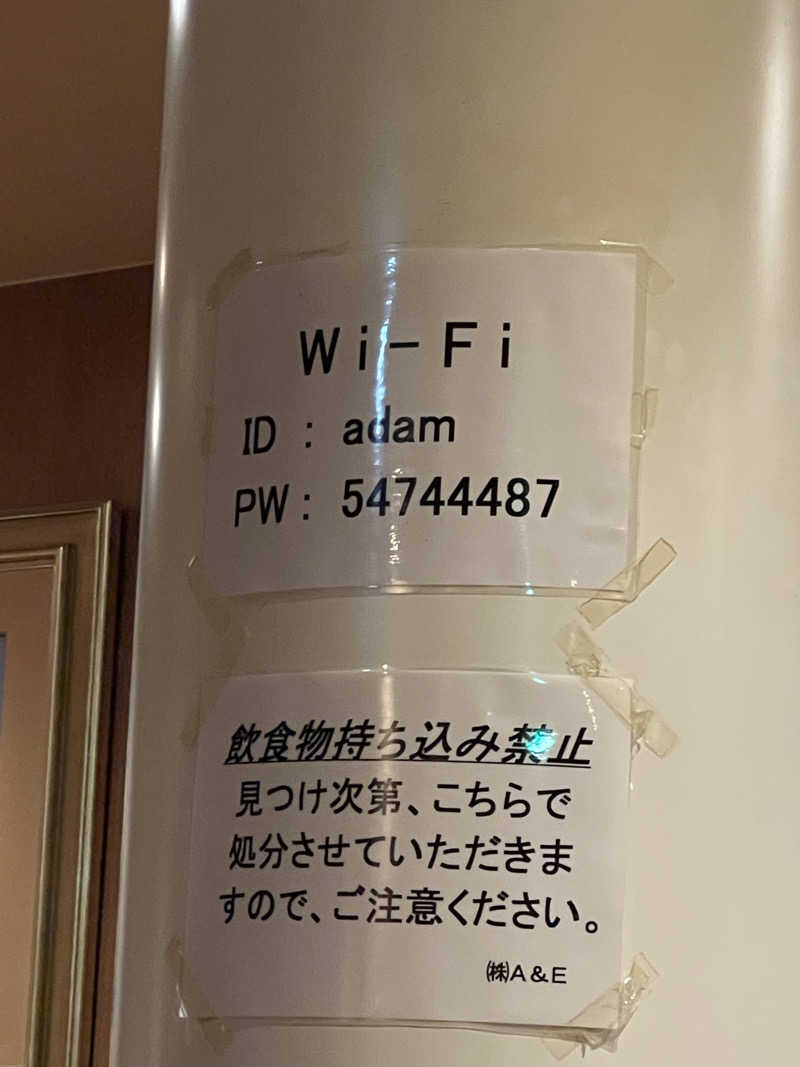 Wi-Fi
ID : adam
PW : 54744487
飲食物持ち込み禁止
見つけ次第、こちらで
処分させていただきま
すので、ご注意ください。
㈱A&E